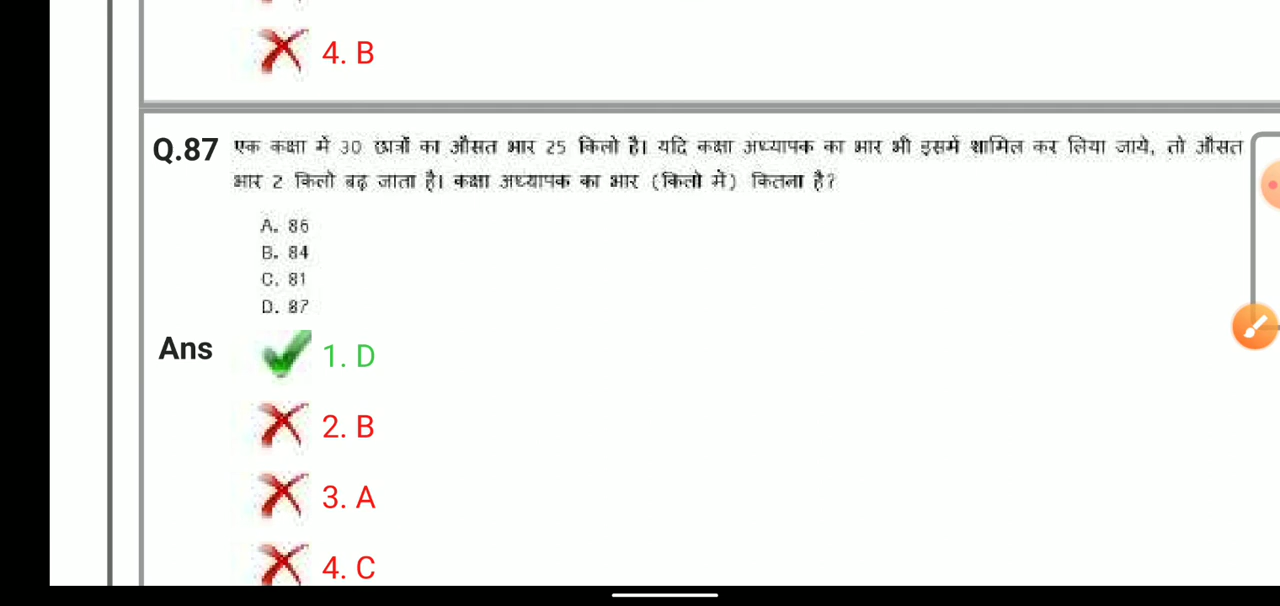 4. B
Q.87 एक कक्षा में 30 छात्रों का औसत भार 25 किलो है। यदि कक्षा अध्यापक का भार भी इसमें शामिल कर लिया जाये, तो औसत
भार 2 किलो बढ़ जाता है। कक्षा अध्यापक का भार (किलो में) कितना है?
A. 86
B. 84
C. 81
D. 87
Ans 1. D
2. B
3. A
4. C